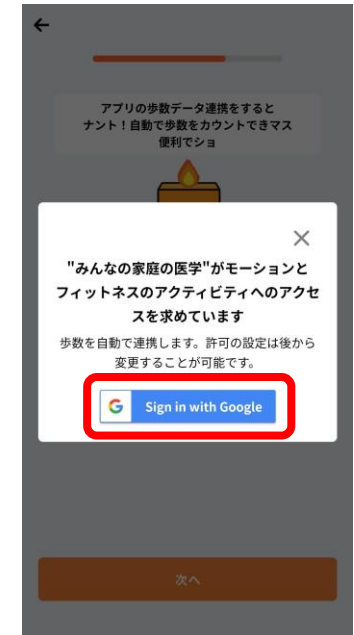 アプリの歩数データ連携をすると
ナント！自動で歩数をカウントできマス
便利でショ
"みんなの家庭の医学"がモーションと
フィットネスのアクティビティへのアクセ
スを求めています
歩数を自動で連携します。許可の設定は後から
変更することが可能です。
Sign in with Google
次へ